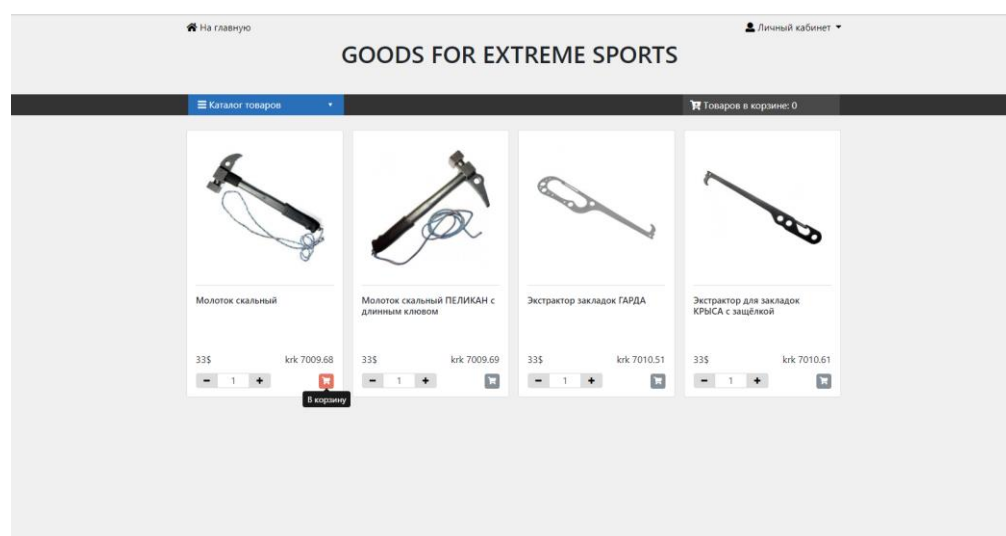 На главную
Личный кабинет
GOODS FOR EXTREME SPORTS
Каталог товаров
Товаров в корзине: 0
Молоток скальный
Молоток скальный ПЕЛИКАН с
длинным клювом
Экстрактор закладок ГАРДА
Экстрактор для закладок
КРЫСА с защёлкой
33$ krk 7009.68
33$ krk 7009.69
33$ krk 7010.51
33$ krk 7010.61
- 1 +
- 1 +
- 1 +
- 1 +
В корзину